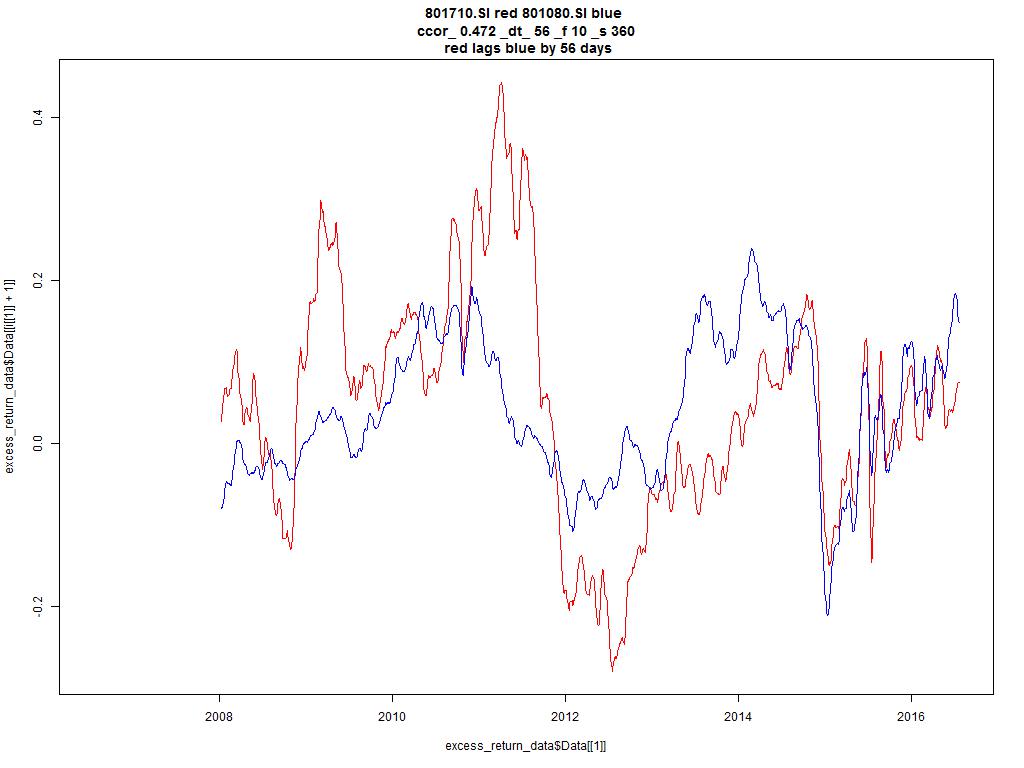 801710.SI red 801080.SI blue
ccor_ 0.472 _dt_ 56 _f 10 _s 360
red lags blue by 56 days
excess_return_data$Data[[i[i[1]] + 1]]
0.4
0.2
0.0
-0.2
2008 2010 2012 2014 2016
excess_return_data$Data[[1]]